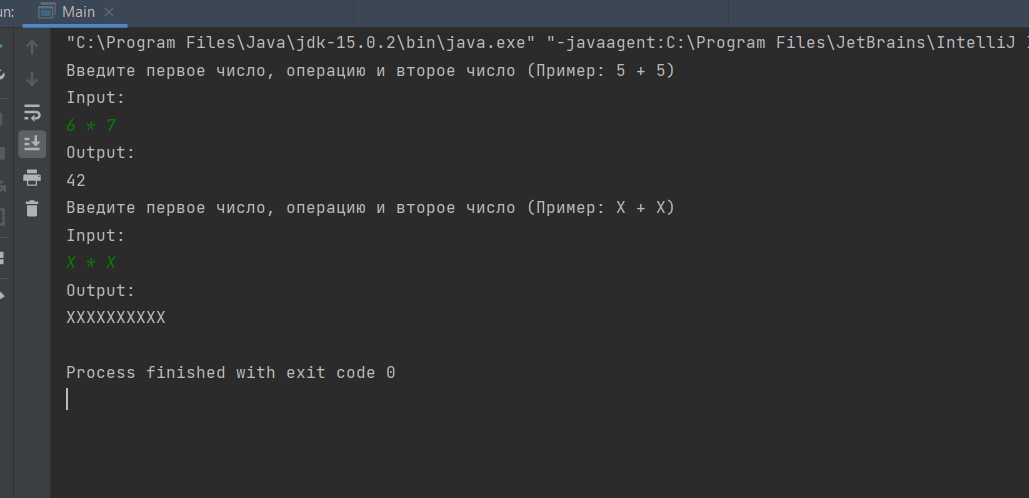 un:
Main
"C:\Program Files\Java\jdk-15.0.2\bin\java.exe" "-javaagent:C:\Program Files\JetBrains\IntelliJ
Введите первое число, операцию и второе число (Пример: 5 + 5)
Input:
6 * 7
Output:
42
Введите первое число, операцию и второе число (Пример: X + X)
Input:
X * X
Output:
XXXXXXXXXX
Process finished with exit code 0